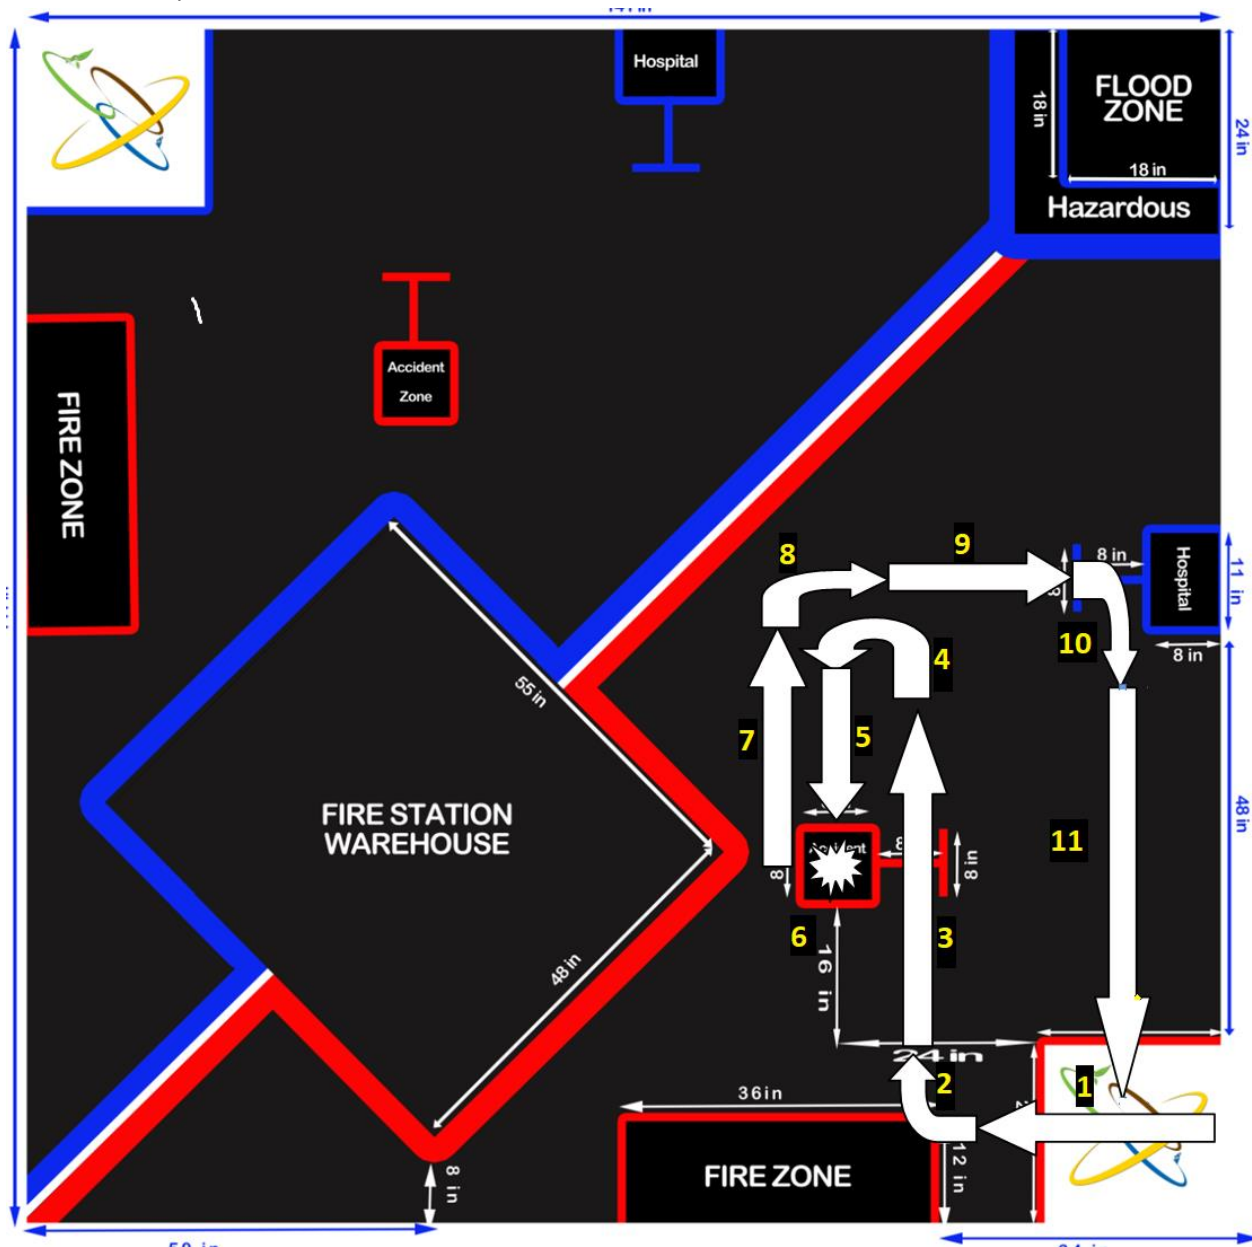 Hospital
FLOOD
ZONE
18 in
18 in
24 in
Hazardous
Accident
Zone
FIRE ZONE
8
9
8 in
Hospital
11 in
10
8 in
4
55 in
7
5
FIRE STATION
WAREHOUSE
48 in
11
8
8
8 in
6
3
16 in
48 in
24 in
2
1
36in
12 in
FIRE ZONE
8 in